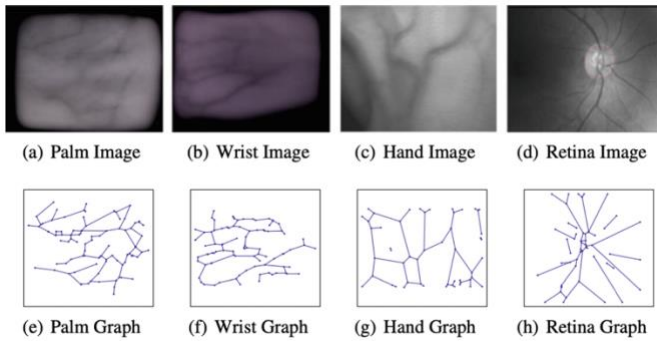 (a) Palm Image
(b) Wrist Image
(c) Hand Image
(d) Retina Image
(e) Palm Graph
(f) Wrist Graph
(g) Hand Graph
(h) Retina Graph